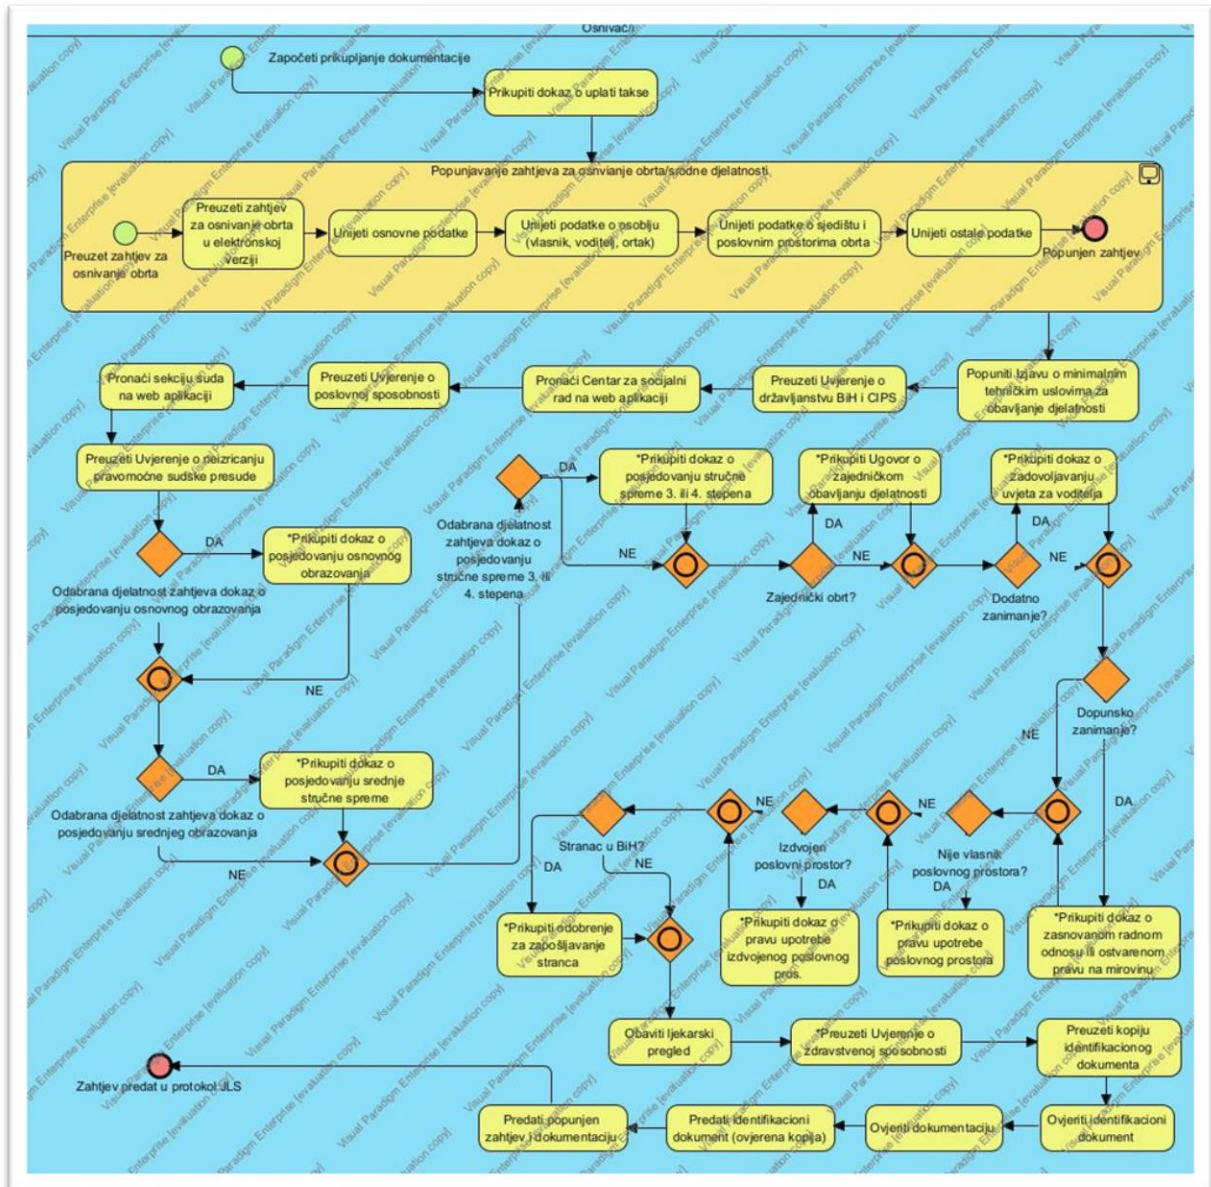 Osnivač/i
Započeti prikupljanje dokumentacije
Prikupiti dokaz o uplati takse
Popunjavanje zahtjeva za osnvianje obrta/srodne djelatnosti
Preuzet zahtjev za
osnivanje obrta
Preuzeti zahtjev
za osnivanje obrta
u elektronskoj
verziji
Unijeti osnovne podatke
Unijeti podatke o osoblju
(vlasnik, voditelj, ortak)
Unijeti podatke o sjedištu i
poslovnim prostorima obrta
Unijeti ostale podatke
Popunjen zahtjev
Pronaći sekciju suda
na web aplikaciji
Preuzeti Uvjerenje o
poslovnoj sposobnosti
Pronaći Centar za socijalni
rad na web aplikaciji
Preuzeti Uvjerenje o
državljanstvu BiH i CIPS
Popuniti Izjavu o minimalnim
tehničkim uslovima za
obavljanje djelatnosti
Preuzeti Uvjerenje o neizricanju
pravomoćne sudske presude
DA
*Prikupiti dokaz o
posjedovanju osnovnog
obrazovanja
Odabrana djelatnost zahtjeva dokaz o
posjedovanju osnovnog obrazovanja
NE
DA
*Prikupiti dokaz o
posjedovanju srednje
stručne spreme
Odabrana djelatnost zahtjeva dokaz o
posjedovanju srednjeg obrazovanja
NE
Odabrana djelatnost
zahtjeva dokaz o
posjedovanju
stručne spreme 3. ili
4. stepena
DA
*Prikupiti dokaz o
posjedovanju stručne
spreme 3. ili 4. stepena
NE
*Prikupiti Ugovor o
zajedničkom
obavljanju djelatnosti
DA
NE
Zajednički obrt?
*Prikupiti dokaz o
zadovoljavanju
uvjeta za voditelja
DA
NE
Dodatno
zanimanje?
Dopunsko
zanimanje?
NE
DA
*Prikupiti dokaz o
zasnovanom radnom
odnosu ili ostvarenom
pravu na mirovinu
NE
Nije vlasnik
poslovnog prostora?
DA
*Prikupiti dokaz o
pravu upotrebe
poslovnog prostora
NE
Izdvojen
poslovni prostor?
DA
*Prikupiti dokaz o
pravu upotrebe
izdvojenog poslovnog
pros.
Stranac u BiH?
DA
NE
*Prikupiti odobrenje
za zapošljavanje
stranca
Obaviti ljekarski
pregled
*Preuzeti Uvjerenje o
zdravstvenoj sposobnosti
Preuzeti kopiju
identifikacionog
dokumenta
Ovjeriti identifikacioni
dokument
Ovjeriti dokumentaciju
Predati identifikacioni
dokument (ovjerena kopija)
Predati popunjen
zahtjev i dokumentaciju
Zahtjev predat u protokol JLS
Visual Paradigm Enterprise [evaluation copy]